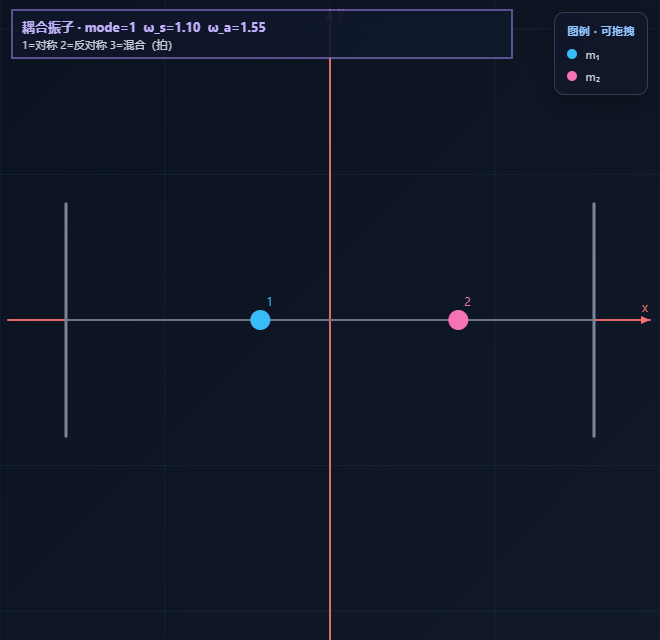 耦合振子 · mode=1 ω_s=1.10 ω_a=1.55
1=对称 2=反对称 3=混合（拍）
图例 · 可拖拽
m₁
m₂
1
2
x